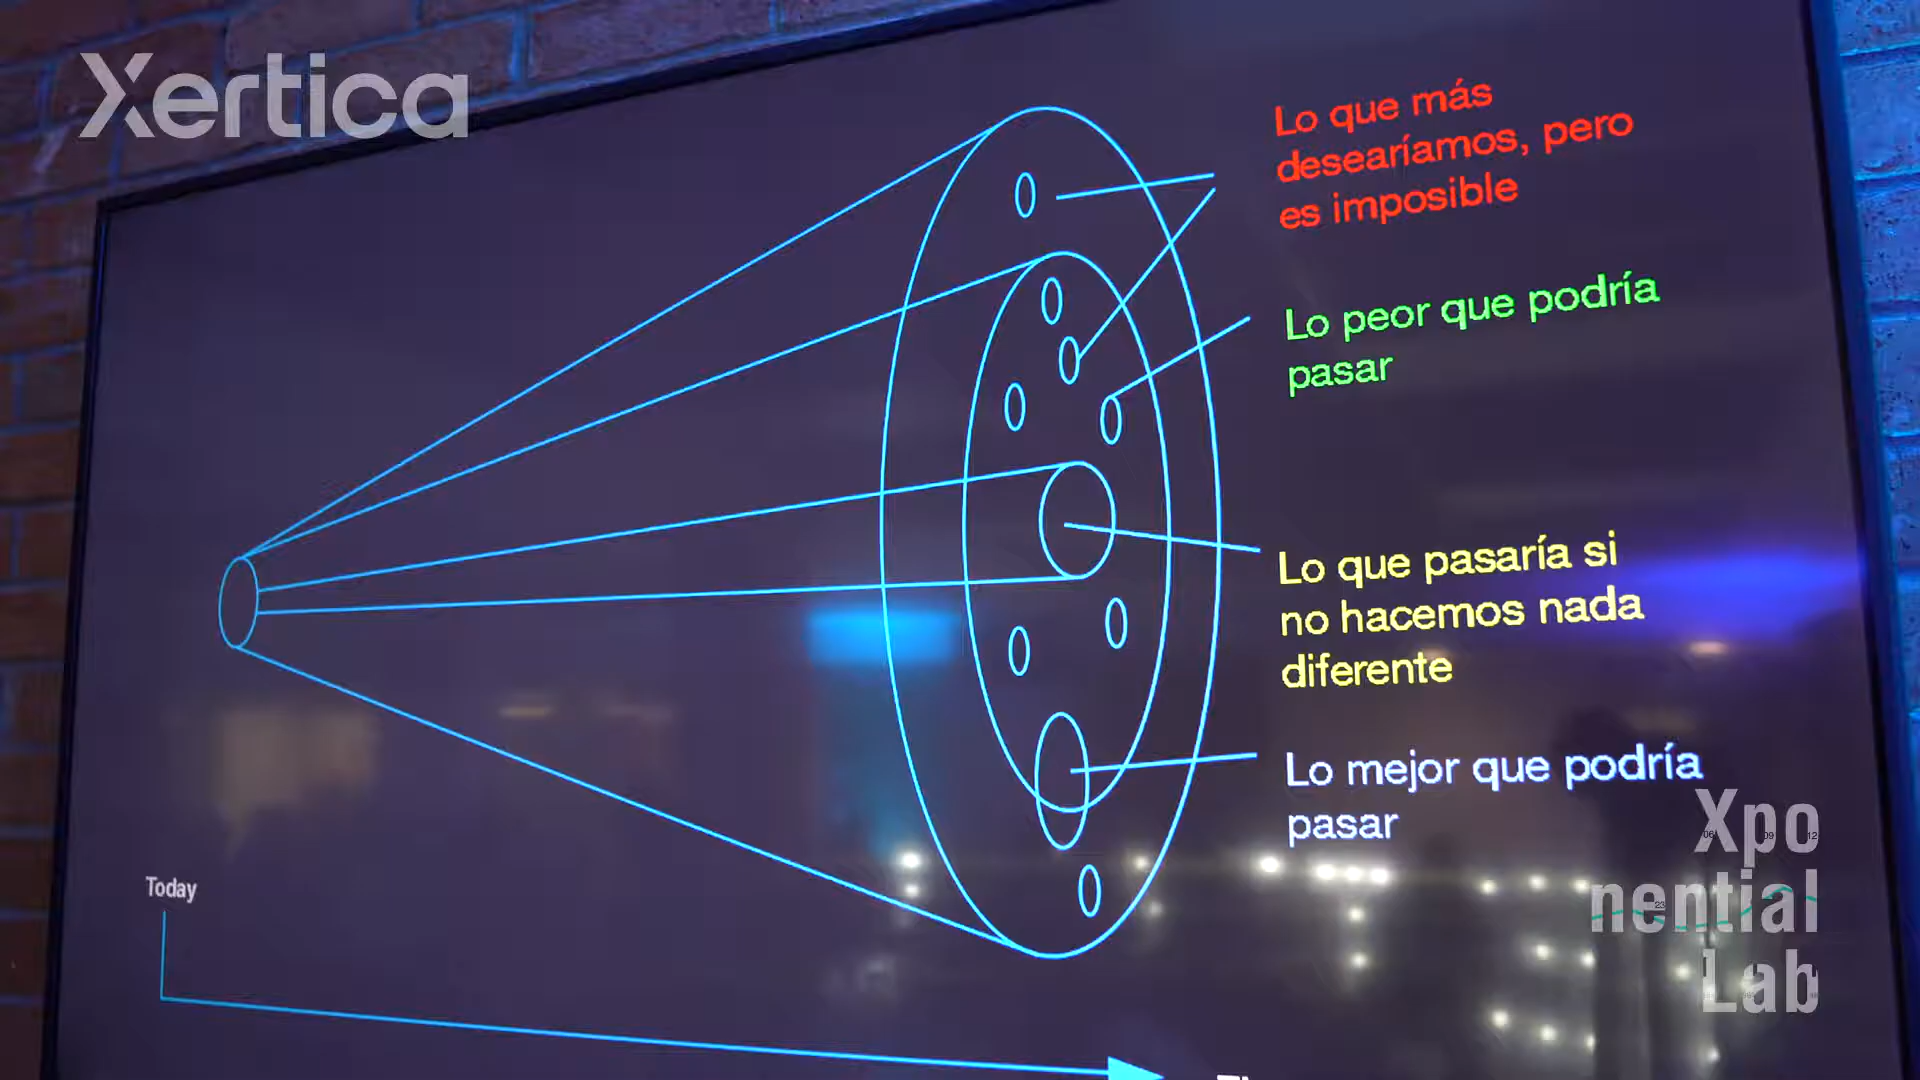 Xertica
Lo que más
desearíamos, pero
es imposible
Lo peor que podría
pasar
Lo que pasaría si
no hacemos nada
diferente
Lo mejor que podría
pasar
Xpo
nential
Lab
Today